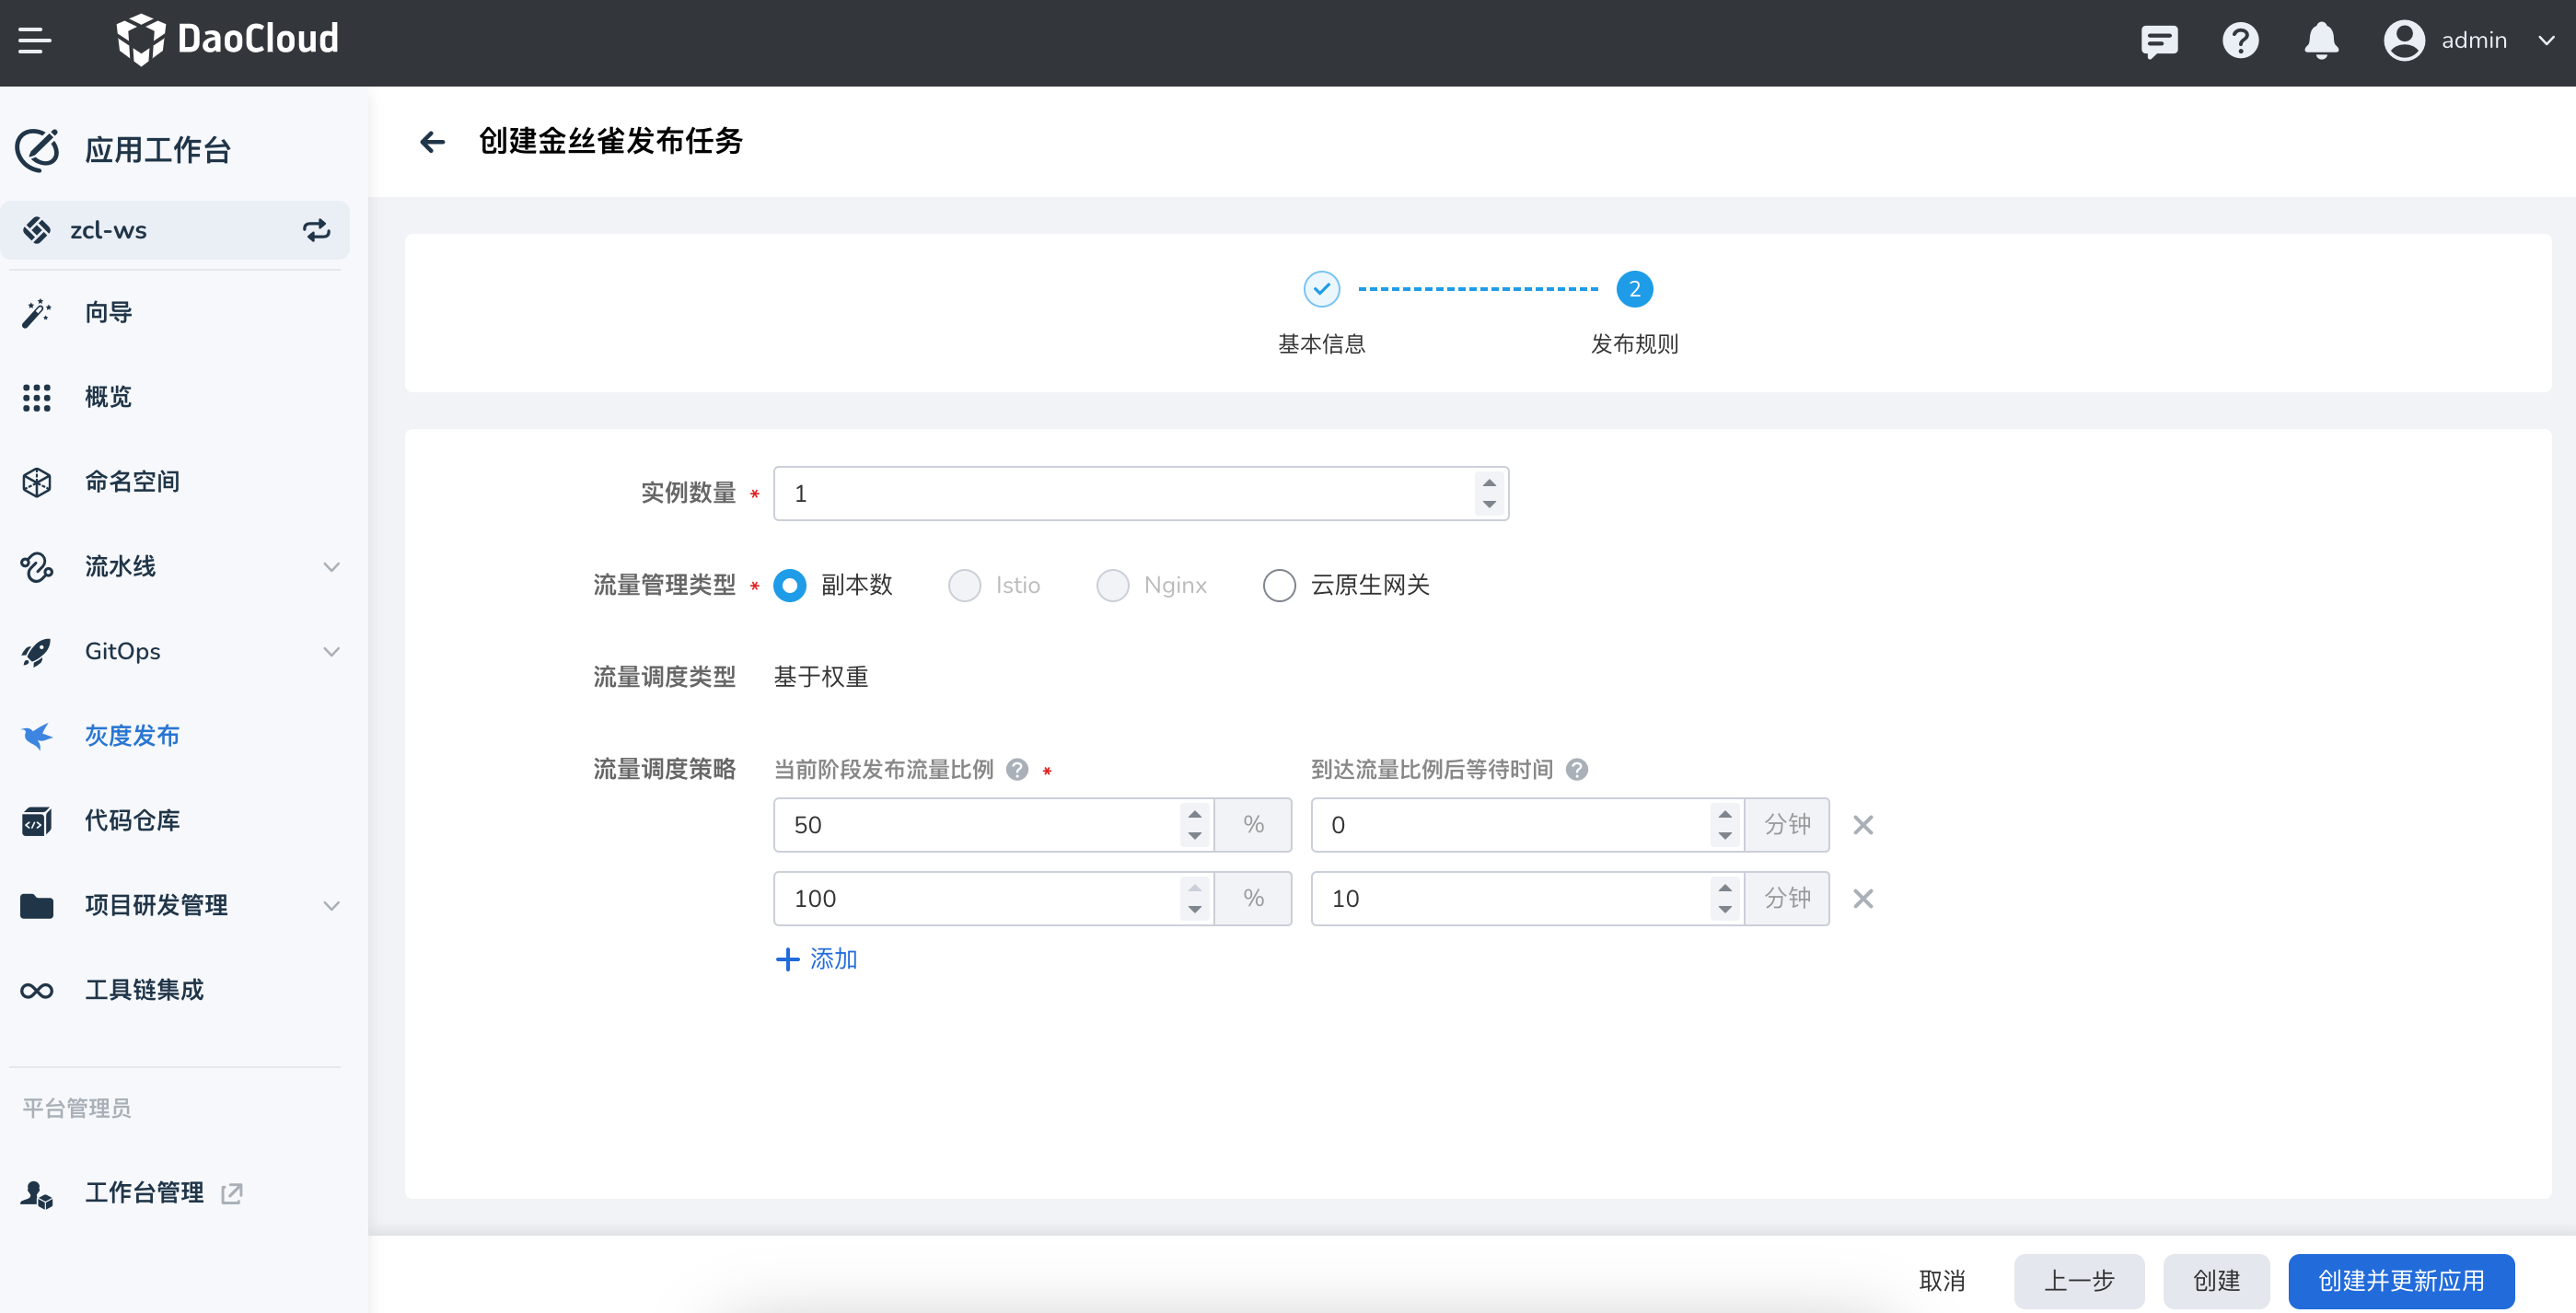 DaoCloud
admin
应用工作台
zcl-ws
向导
概览
命名空间
流水线
GitOps
灰度发布
代码仓库
项目研发管理
工具链集成
平台管理员
工作台管理
创建金丝雀发布任务
2
基本信息
发布规则
实例数量 * 1
流量管理类型 * 副本数 Istio Nginx 云原生网关
流量调度类型 基于权重
流量调度策略 当前阶段发布流量比例 ? * 到达流量比例后等待时间 ?
50 % 0 分钟
100 % 10 分钟
添加
取消 上一步 创建 创建并更新应用